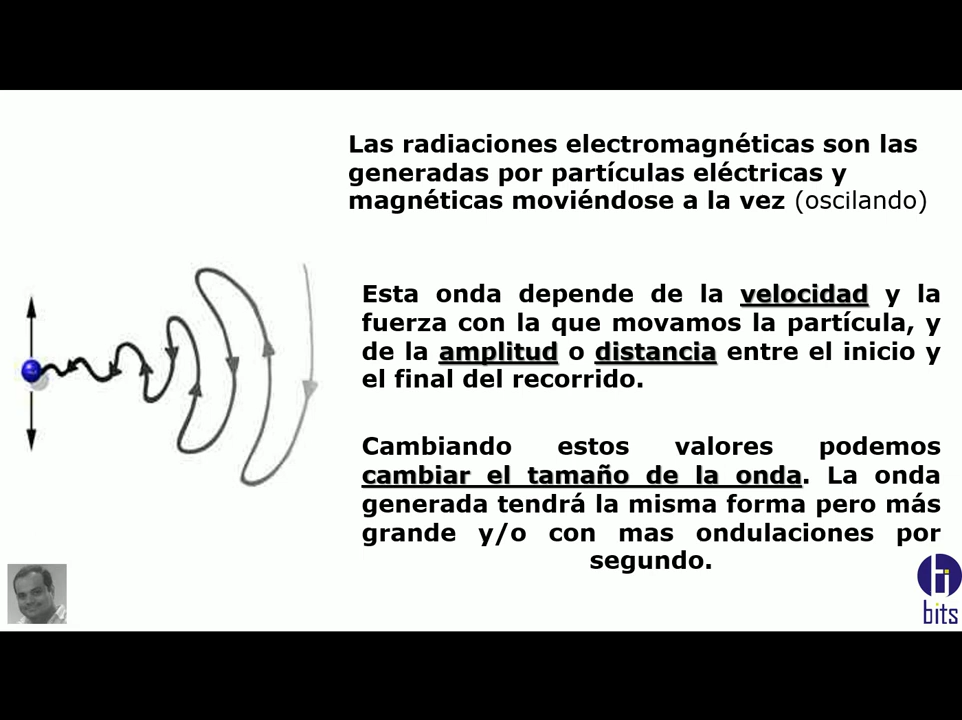 Las radiaciones electromagnéticas son las
generadas por partículas eléctricas y
magnéticas moviéndose a la vez (oscilando)
Esta onda depende de la velocidad y la
fuerza con la que movamos la partícula, y
de la amplitud o distancia entre el inicio y
el final del recorrido.
Cambiando estos valores podemos
cambiar el tamaño de la onda. La onda
generada tendrá la misma forma pero más
grande y/o con mas ondulaciones por
segundo.
bits